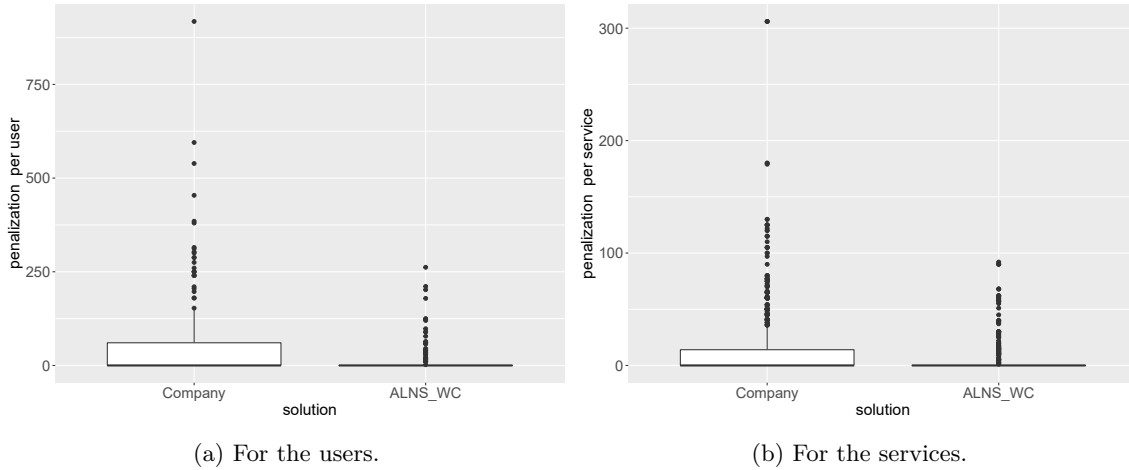 750
500
250
0
penalization per user
Company
ALNS_WC
solution
(a) For the users.
300
200
100
0
penalization per service
Company
ALNS_WC
solution
(b) For the services.